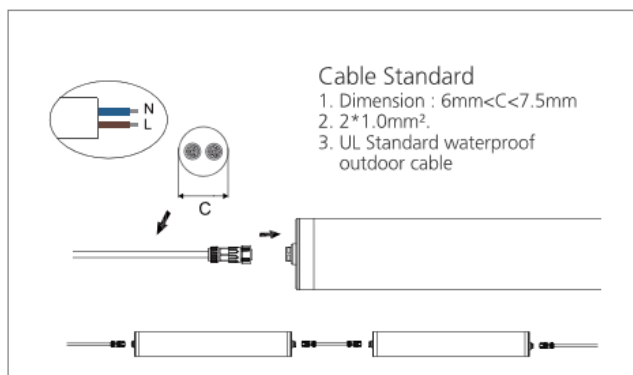 Cable Standard
1. Dimension : 6mm<C<7.5mm
2. 2*1.0mm².
3. UL Standard waterproof
outdoor cable
N
L
C